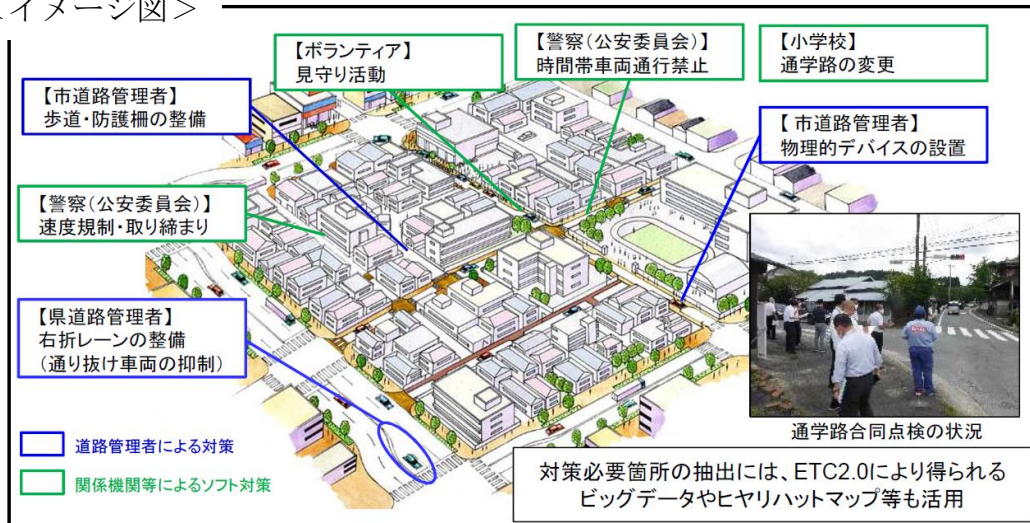 イメージ図＞
【ボランティア】
見守り活動
【警察(公安委員会)】
時間帯車両通行禁止
【小学校】
通学路の変更
【市道路管理者】
歩道・防護柵の整備
【 市道路管理者】
物理的デバイスの設置
【警察(公安委員会)】
速度規制・取り締まり
【県道路管理者】
右折レーンの整備
(通り抜け車両の抑制)
通学路合同点検の状況
道路管理者による対策
関係機関等によるソフト対策
対策必要箇所の抽出には、ETC2.0により得られる
ビッグデータやヒヤリハットマップ等も活用